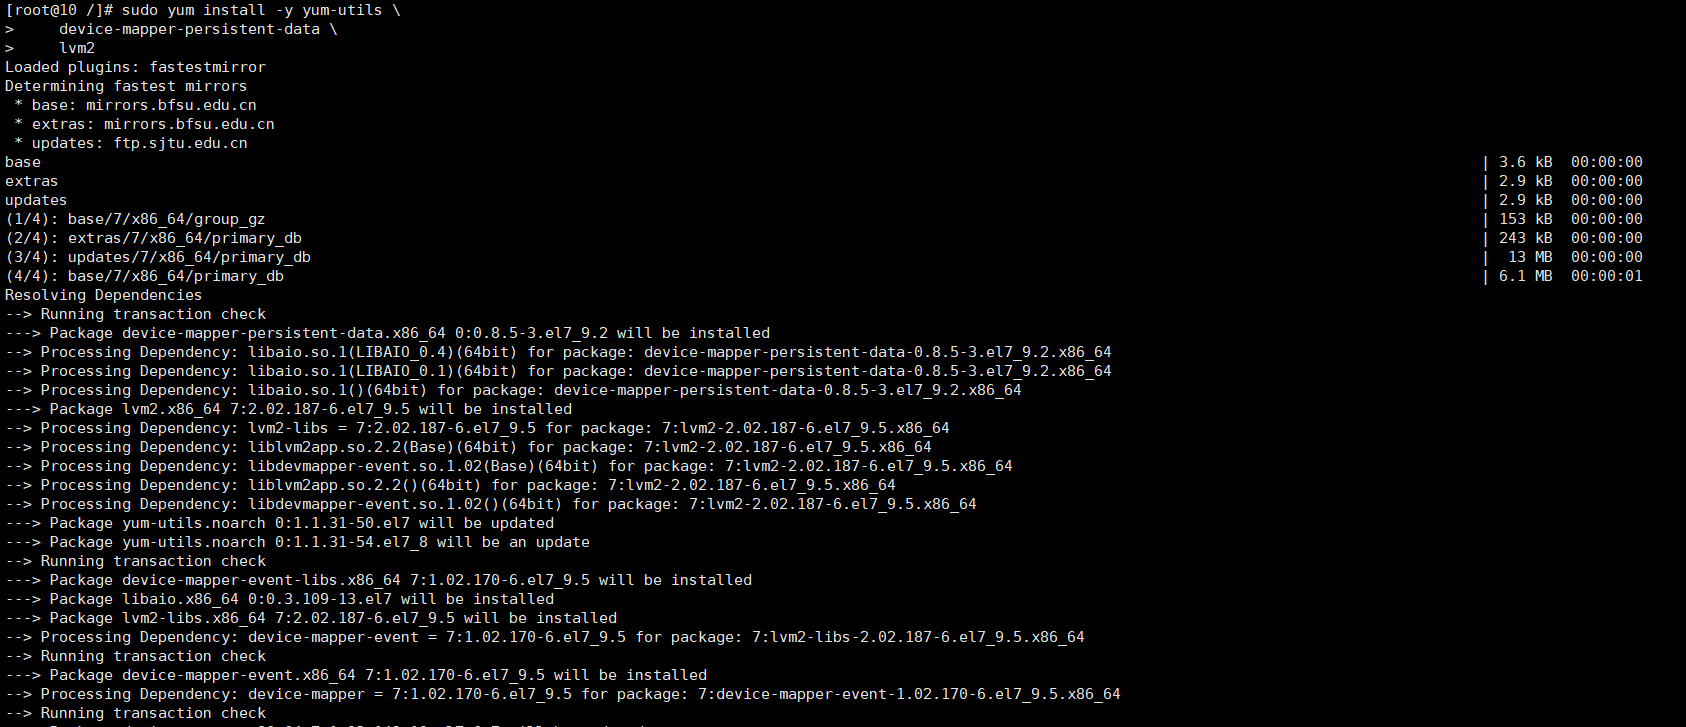 [root@10 /]# sudo yum install -y yum-utils \
>     device-mapper-persistent-data \
>     lvm2
Loaded plugins: fastestmirror
Determining fastest mirrors
 * base: mirrors.bfsu.edu.cn
 * extras: mirrors.bfsu.edu.cn
 * updates: ftp.sjtu.edu.cn
base | 3.6 kB  00:00:00
extras | 2.9 kB  00:00:00
updates | 2.9 kB  00:00:00
(1/4): base/7/x86_64/group_gz | 153 kB  00:00:00
(2/4): extras/7/x86_64/primary_db | 243 kB  00:00:00
(3/4): updates/7/x86_64/primary_db |  13 MB  00:00:00
(4/4): base/7/x86_64/primary_db | 6.1 MB  00:00:01
Resolving Dependencies
--> Running transaction check
---> Package device-mapper-persistent-data.x86_64 0:0.8.5-3.el7_9.2 will be installed
--> Processing Dependency: libaio.so.1(LIBAIO_0.4)(64bit) for package: device-mapper-persistent-data-0.8.5-3.el7_9.2.x86_64
--> Processing Dependency: libaio.so.1(LIBAIO_0.1)(64bit) for package: device-mapper-persistent-data-0.8.5-3.el7_9.2.x86_64
--> Processing Dependency: libaio.so.1()(64bit) for package: device-mapper-persistent-data-0.8.5-3.el7_9.2.x86_64
---> Package lvm2.x86_64 7:2.02.187-6.el7_9.5 will be installed
--> Processing Dependency: lvm2-libs = 7:2.02.187-6.el7_9.5 for package: 7:lvm2-2.02.187-6.el7_9.5.x86_64
--> Processing Dependency: liblvm2app.so.2.2(Base)(64bit) for package: 7:lvm2-2.02.187-6.el7_9.5.x86_64
--> Processing Dependency: libdevmapper-event.so.1.02(Base)(64bit) for package: 7:lvm2-2.02.187-6.el7_9.5.x86_64
--> Processing Dependency: liblvm2app.so.2.2()(64bit) for package: 7:lvm2-2.02.187-6.el7_9.5.x86_64
--> Processing Dependency: libdevmapper-event.so.1.02()(64bit) for package: 7:lvm2-2.02.187-6.el7_9.5.x86_64
---> Package yum-utils.noarch 0:1.1.31-50.el7 will be updated
---> Package yum-utils.noarch 0:1.1.31-54.el7_8 will be an update
--> Running transaction check
---> Package device-mapper-event-libs.x86_64 7:1.02.170-6.el7_9.5 will be installed
---> Package libaio.x86_64 0:0.3.109-13.el7 will be installed
---> Package lvm2-libs.x86_64 7:2.02.187-6.el7_9.5 will be installed
--> Processing Dependency: device-mapper-event = 7:1.02.170-6.el7_9.5 for package: 7:lvm2-libs-2.02.187-6.el7_9.5.x86_64
--> Running transaction check
---> Package device-mapper-event.x86_64 7:1.02.170-6.el7_9.5 will be installed
--> Processing Dependency: device-mapper = 7:1.02.170-6.el7_9.5 for package: 7:device-mapper-event-1.02.170-6.el7_9.5.x86_64
--> Running transaction check